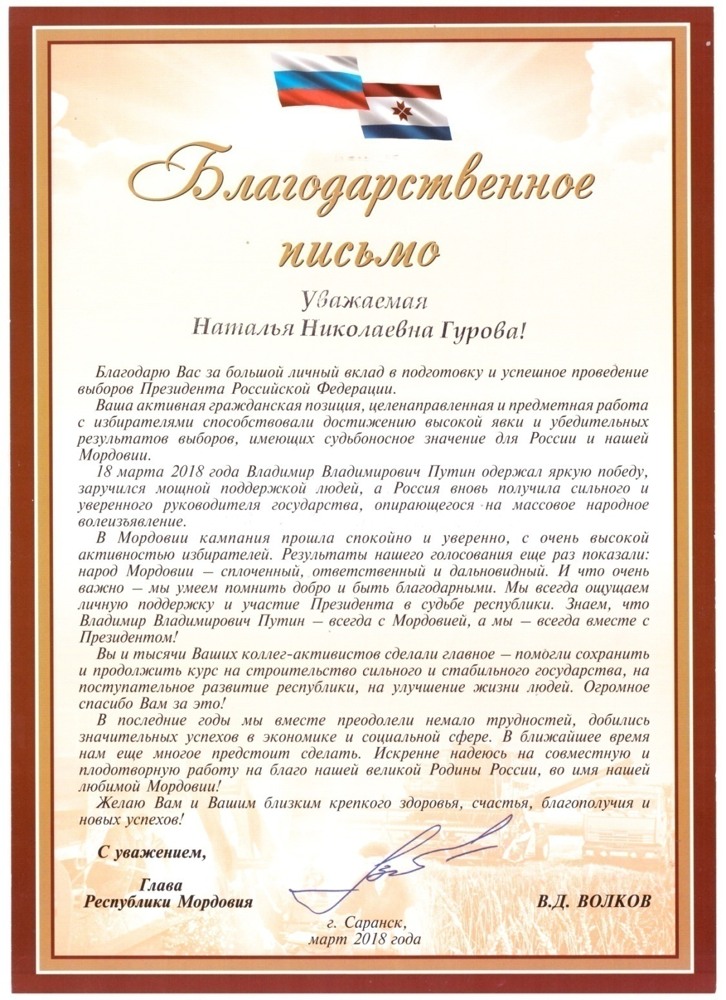 Благодарственное
письмо
Уважаемая
Наталья Николаевна Гурова!
Благодарю Вас за большой личный вклад в подготовку и успешное проведение
выборов Президента Российской Федерации.
Ваша активная гражданская позиция, целенаправленная и предметная работа
с избирателями способствовали достижению высокой явки и убедительных
результатов выборов, имеющих судьбоносное значение для России и нашей
Мордовии.
18 марта 2018 года Владимир Владимирович Путин одержал яркую победу,
заручился мощной поддержкой людей, а Россия вновь получила сильного и
уверенного руководителя государства, опирающегося на массовое народное
волеизъявление.
В Мордовии кампания прошла спокойно и уверенно, с очень высокой
активностью избирателей. Результаты нашего голосования еще раз показали:
народ Мордовии – сплоченный, ответственный и дальновидный. И что очень
важно – мы умеем помнить добро и быть благодарными. Мы всегда ощущаем
личную поддержку и участие Президента в судьбе республики. Знаем, что
Владимир Владимирович Путин – всегда с Мордовией, а мы – всегда вместе с
Президентом!
Вы и тысячи Ваших коллег-активистов сделали главное – помогли сохранить
и продолжить курс на строительство сильного и стабильного государства, на
поступательное развитие республики, на улучшение жизни людей. Огромное
спасибо Вам за это!
В последние годы мы вместе преодолели немало трудностей, добились
значительных успехов в экономике и социальной сфере. В ближайшее время
нам еще многое предстоит сделать. Искренне надеюсь на совместную и
плодотворную работу на благо нашей великой Родины России, во имя нашей
любимой Мордовии!
Желаю Вам и Вашим близким крепкого здоровья, счастья, благополучия и
новых успехов!
С уважением,
Глава
Республики Мордовия
В.Д. ВОЛКОВ
г. Саранск,
март 2018 года